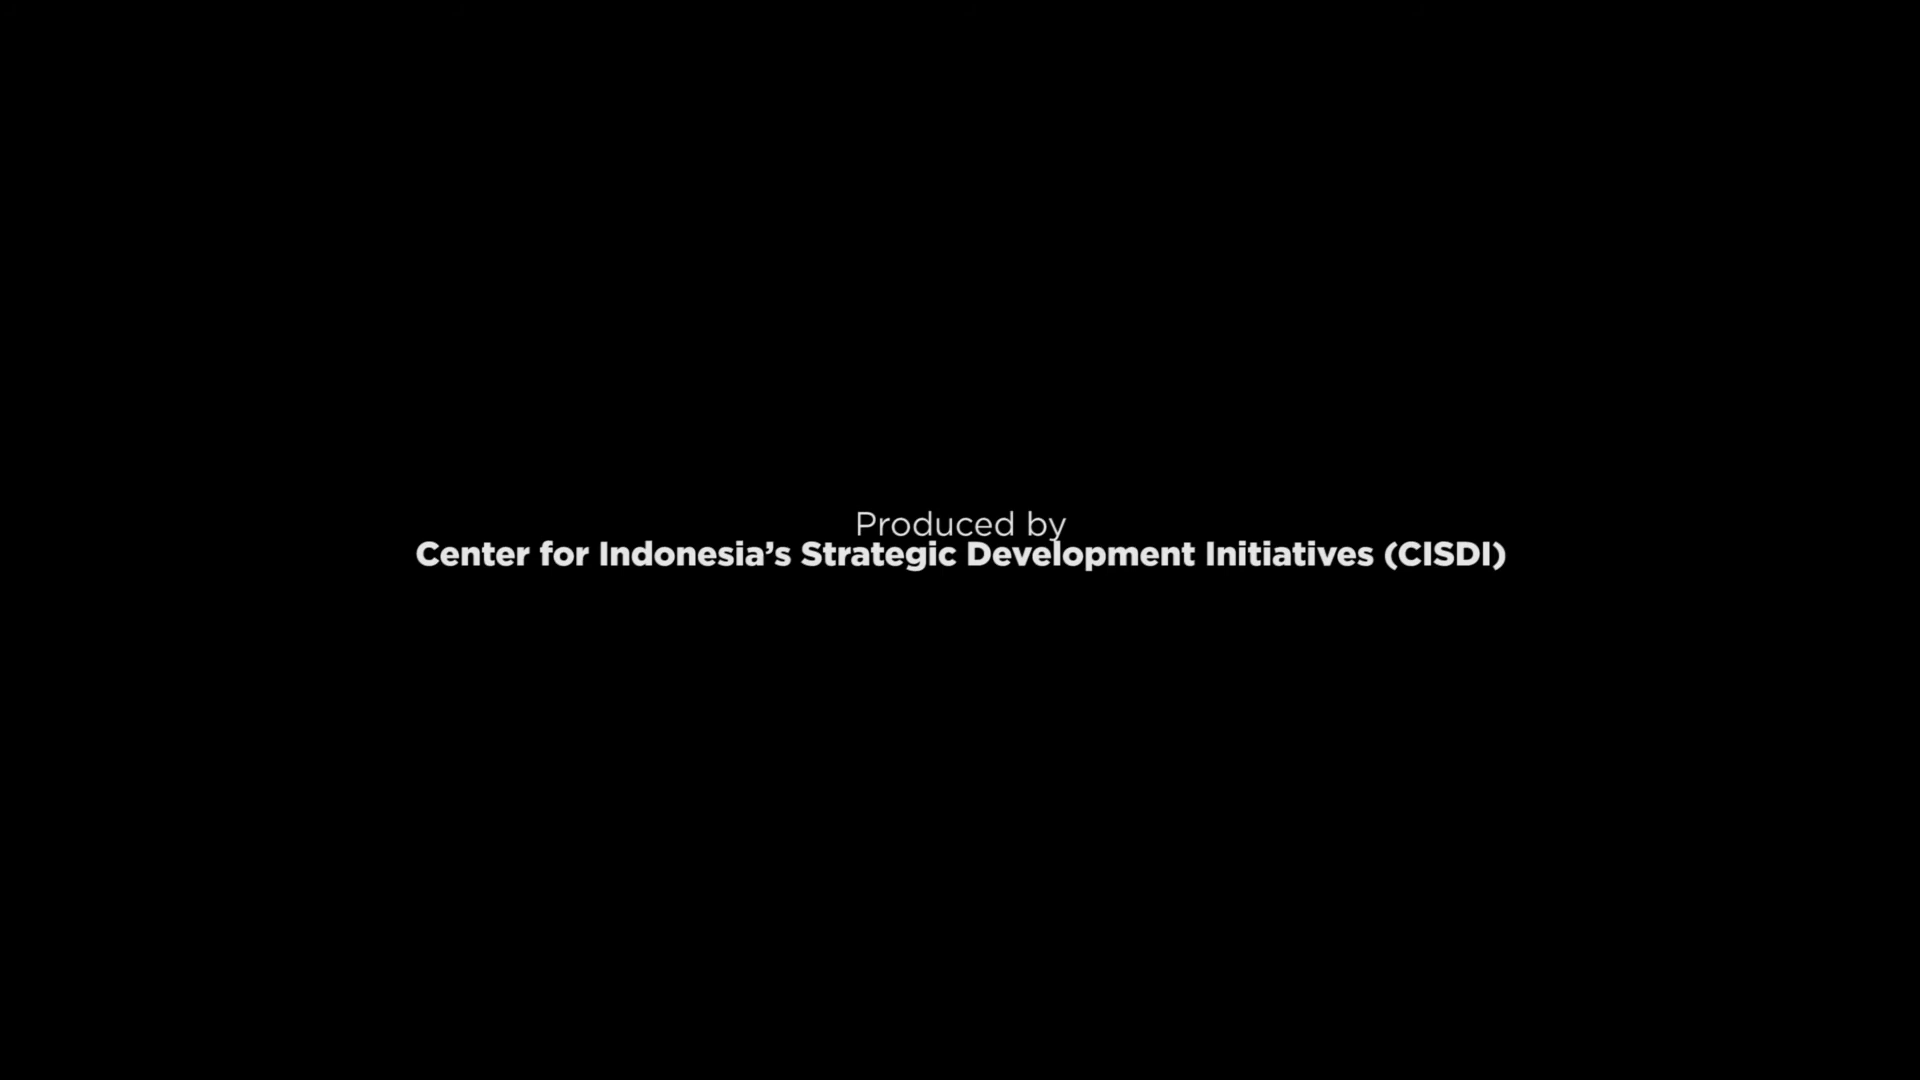 Produced by
Center for Indonesia’s Strategic Development Initiatives (CISDI)